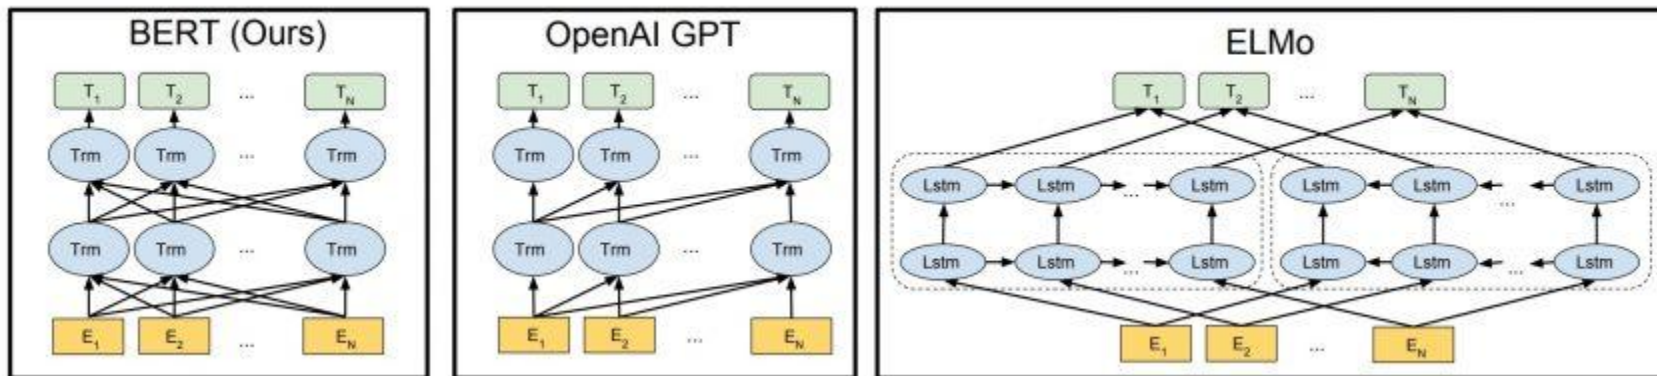 BERT (Ours)
T1 T2 ... TN
Trm Trm ... Trm
Trm Trm ... Trm
E1 E2 ... EN
OpenAI GPT
T1 T2 ... TN
Trm Trm ... Trm
Trm Trm ... Trm
E1 E2 ... EN
ELMo
T1 T2 ... TN
Lstm Lstm ... Lstm Lstm Lstm ... Lstm
Lstm Lstm ... Lstm Lstm Lstm ... Lstm
E1 E2 ... EN